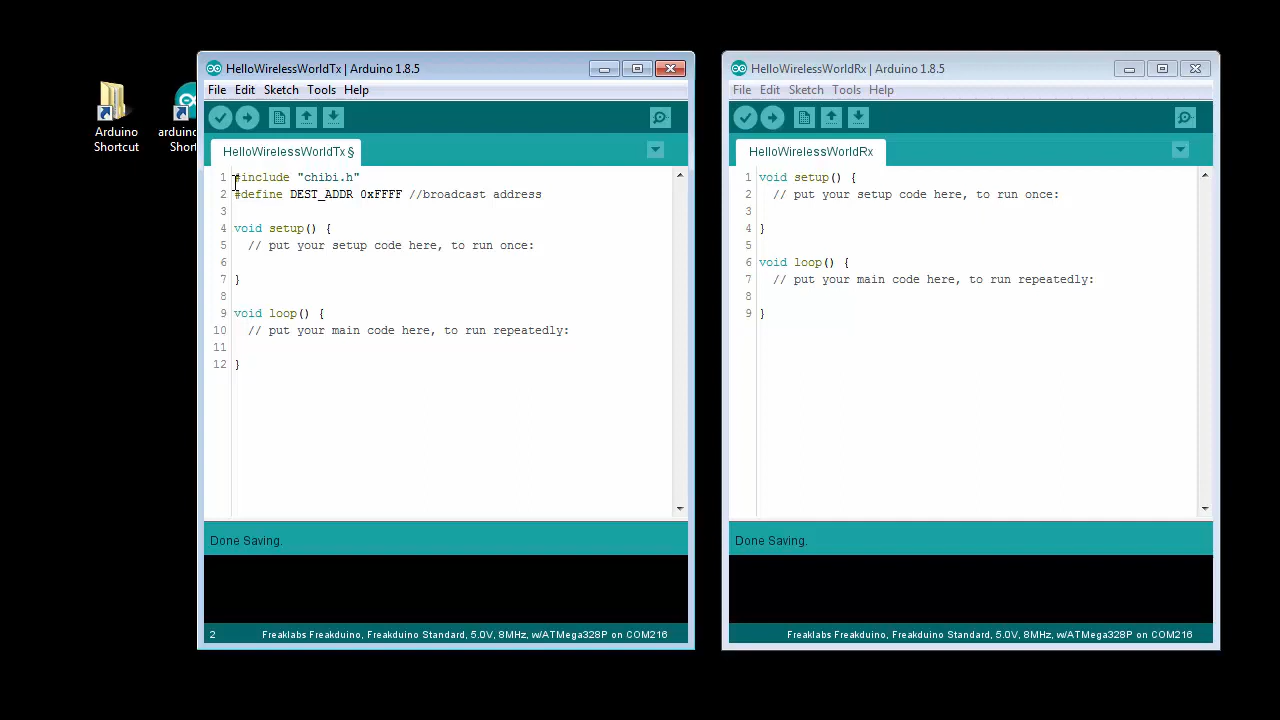 Arduino
Shortcut
arduino
Short
HelloWirelessWorldTx | Arduino 1.8.5
File Edit Sketch Tools Help
HelloWirelessWorldTx §
1 #include "chibi.h"
2 #define DEST_ADDR 0xFFFF //broadcast address
3
4 void setup() {
5 // put your setup code here, to run once:
6
7 }
8
9 void loop() {
10 // put your main code here, to run repeatedly:
11
12 }
Done Saving.
2 Freaklabs Freakduino, Freakduino Standard, 5.0V, 8MHz, w/ATMega328P on COM216
HelloWirelessWorldRx | Arduino 1.8.5
File Edit Sketch Tools Help
HelloWirelessWorldRx
1 void setup() {
2 // put your setup code here, to run once:
3
4 }
5
6 void loop() {
7 // put your main code here, to run repeatedly:
8
9 }
Done Saving.
Freaklabs Freakduino, Freakduino Standard, 5.0V, 8MHz, w/ATMega328P on COM216